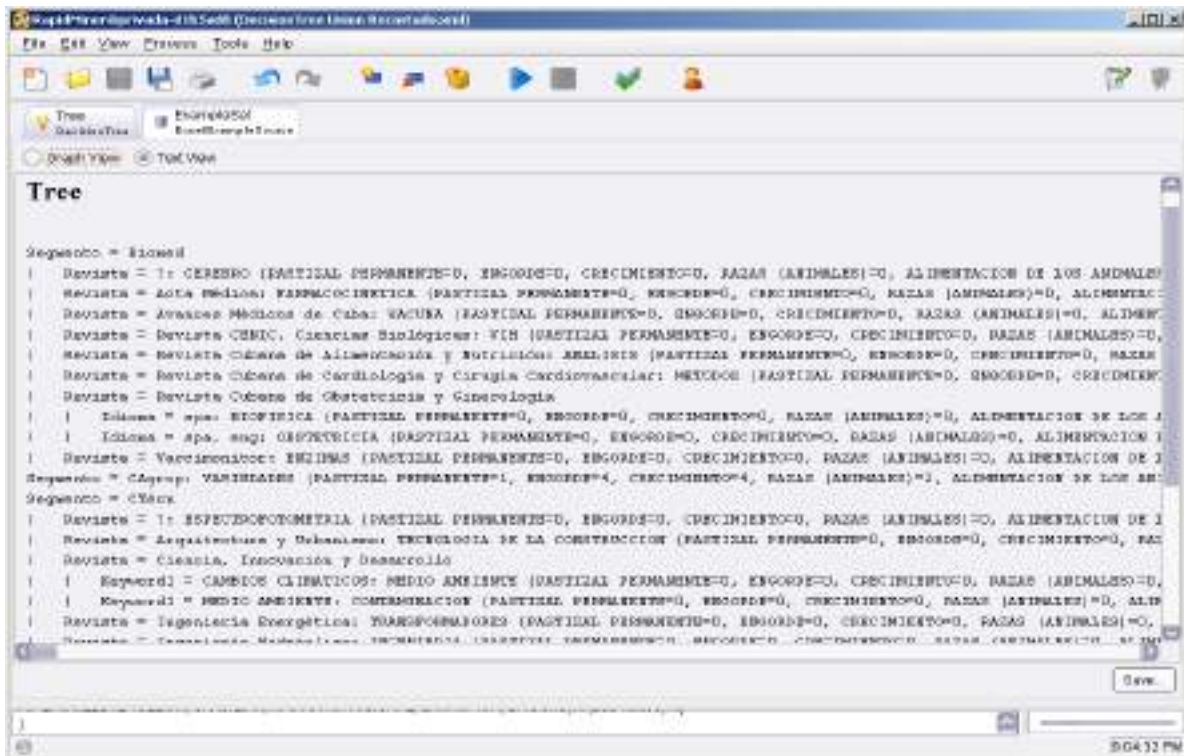 File Edit View Process Tools Help
Tree
DecisionTree
ExampleSet
ExcelExampleSource
Graph View Text View
Tree
Segmento = Biomed
| Revista = ?: CEREBRO (PASTIZAL PERMANENTE=0, ENGORDE=0, CRECIMIENTO=0, RAZAS (ANIMALES)=0, ALIMENTACION DE LOS ANIMALES
| Revista = Acta Médica: FARMACOCINETICA (PASTIZAL PERMANENTE=0, ENGORDE=0, CRECIMIENTO=0, RAZAS (ANIMALES)=0, ALIMENTAC
| Revista = Avances Médicos de Cuba: VACUNA (PASTIZAL PERMANENTE=0, ENGORDE=0, CRECIMIENTO=0, RAZAS (ANIMALES)=0, ALIMEN
| Revista = Revista CENIC. Ciencias Biológicas: VIH (PASTIZAL PERMANENTE=0, ENGORDE=0, CRECIMIENTO=0, RAZAS (ANIMALES)=0,
| Revista = Revista Cubana de Alimentación y Nutrición: ANALISIS (PASTIZAL PERMANENTE=0, ENGORDE=0, CRECIMIENTO=0, RAZAS
| Revista = Revista Cubana de Cardiología y Cirugía Cardiovascular: METODOS (PASTIZAL PERMANENTE=0, ENGORDE=0, CRECIMIEN
| Revista = Revista Cubana de Obstetricia y Ginecología
| | Idioma = spa: BIOFISICA (PASTIZAL PERMANENTE=0, ENGORDE=0, CRECIMIENTO=0, RAZAS (ANIMALES)=0, ALIMENTACION DE LOS A
| | Idioma = spa, eng: OBSTETRICIA (PASTIZAL PERMANENTE=0, ENGORDE=0, CRECIMIENTO=0, RAZAS (ANIMALES)=0, ALIMENTACION
| Revista = Vaccimonitor: ENZIMAS (PASTIZAL PERMANENTE=0, ENGORDE=0, CRECIMIENTO=0, RAZAS (ANIMALES)=0, ALIMENTACION DE
Segmento = CAgrop: VARIEDADES (PASTIZAL PERMANENTE=1, ENGORDE=4, CRECIMIENTO=4, RAZAS (ANIMALES)=2, ALIMENTACION DE LOS
Segmento = CTecn
| Revista = ?: ESPECTROFOTOMETRIA (PASTIZAL PERMANENTE=0, ENGORDE=0, CRECIMIENTO=0, RAZAS (ANIMALES)=0, ALIMENTACION DE
| Revista = Arquitectura y Urbanismo: TECNOLOGIA DE LA CONSTRUCCION (PASTIZAL PERMANENTE=0, ENGORDE=0, CRECIMIENTO=0, RAZ
| Revista = Ciencia, Innovación y Desarrollo
| | Keyword1 = CAMBIOS CLIMATICOS: MEDIO AMBIENTE (PASTIZAL PERMANENTE=0, ENGORDE=0, CRECIMIENTO=0, RAZAS (ANIMALES)=0,
| | Keyword1 = MEDIO AMBIENTE: CONTAMINACION (PASTIZAL PERMANENTE=0, ENGORDE=0, CRECIMIENTO=0, RAZAS (ANIMALES)=0, ALIM
| Revista = Ingeniería Energética: TRANSFORMADORES (PASTIZAL PERMANENTE=0, ENGORDE=0, CRECIMIENTO=0, RAZAS (ANIMALES)=0,
Save...